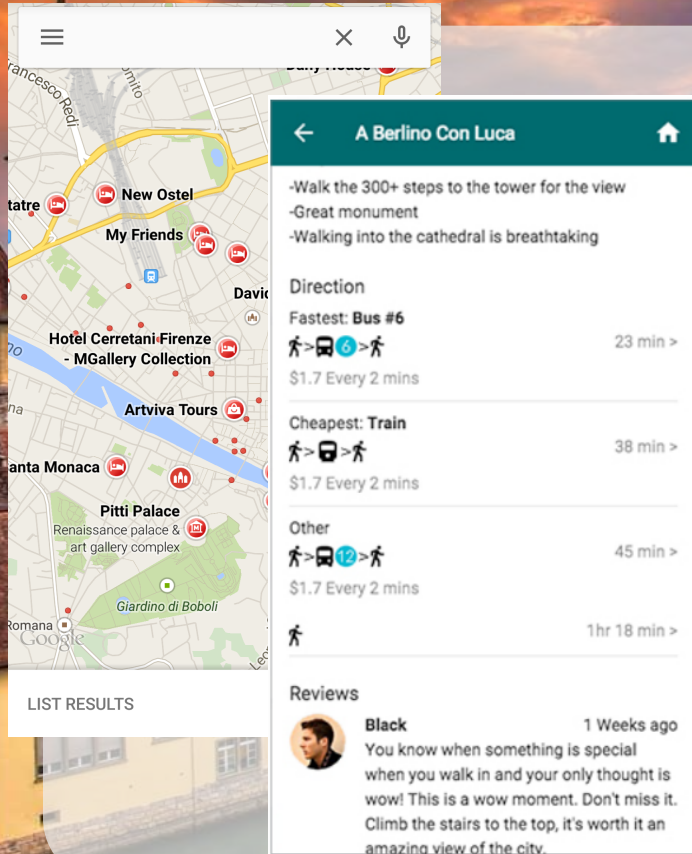 Dany House
Francesco Redi
omito
New Ostel
tatre
My Friends
David
Hotel Cerretani Firenze
- MGallery Collection
no
na
Artviva Tours
anta Monaca
Pitti Palace
Renaissance palace &
art gallery complex
Giardino di Boboli
Romana
Google
Leo
LIST RESULTS
A Berlino Con Luca
-Walk the 300+ steps to the tower for the view
-Great monument
-Walking into the cathedral is breathtaking
Direction
Fastest: Bus #6
> 6 >
23 min >
$1.7 Every 2 mins
Cheapest: Train
> >
38 min >
$1.7 Every 2 mins
Other
> 12 >
45 min >
$1.7 Every 2 mins
1hr 18 min >
Reviews
Black
1 Weeks ago
You know when something is special
when you walk in and your only thought is
wow! This is a wow moment. Don't miss it.
Climb the stairs to the top, it's worth it an
amazing view of the city.